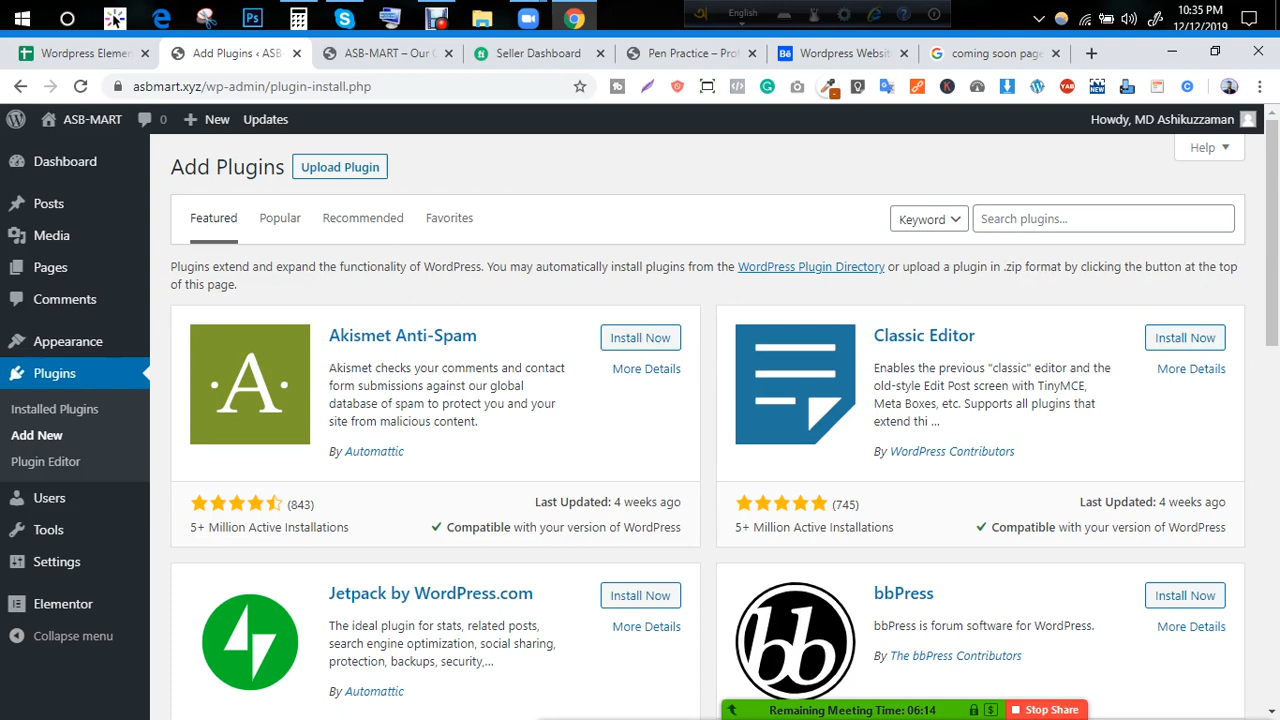 English
10:35 PM
12/12/2019
Wordpress Elemen
Add Plugins ‹ ASB-
ASB-MART – Our C
Seller Dashboard
Pen Practice – Prof
Wordpress Websit
coming soon page
asbmart.xyz/wp-admin/plugin-install.php
ASB-MART
0
New
Updates
Howdy, MD Ashikuzzaman
Dashboard
Posts
Media
Pages
Comments
Appearance
Plugins
Installed Plugins
Add New
Plugin Editor
Users
Tools
Settings
Elementor
Collapse menu
Help
Add Plugins
Upload Plugin
Featured
Popular
Recommended
Favorites
Keyword
Search plugins...
Plugins extend and expand the functionality of WordPress. You may automatically install plugins from the WordPress Plugin Directory or upload a plugin in .zip format by clicking the button at the top
of this page.
Akismet Anti-Spam
Install Now
More Details
Akismet checks your comments and contact
form submissions against our global
database of spam to protect you and your
site from malicious content.
By Automattic
(843)
Last Updated: 4 weeks ago
5+ Million Active Installations
Compatible with your version of WordPress
Classic Editor
Install Now
More Details
Enables the previous "classic" editor and the
old-style Edit Post screen with TinyMCE,
Meta Boxes, etc. Supports all plugins that
extend thi ...
By WordPress Contributors
(745)
Last Updated: 4 weeks ago
5+ Million Active Installations
Compatible with your version of WordPress
Jetpack by WordPress.com
Install Now
More Details
The ideal plugin for stats, related posts,
search engine optimization, social sharing,
protection, backups, security,...
By Automattic
bbPress
Install Now
More Details
bbPress is forum software for WordPress.
By The bbPress Contributors
Remaining Meeting Time: 06:14
Stop Share